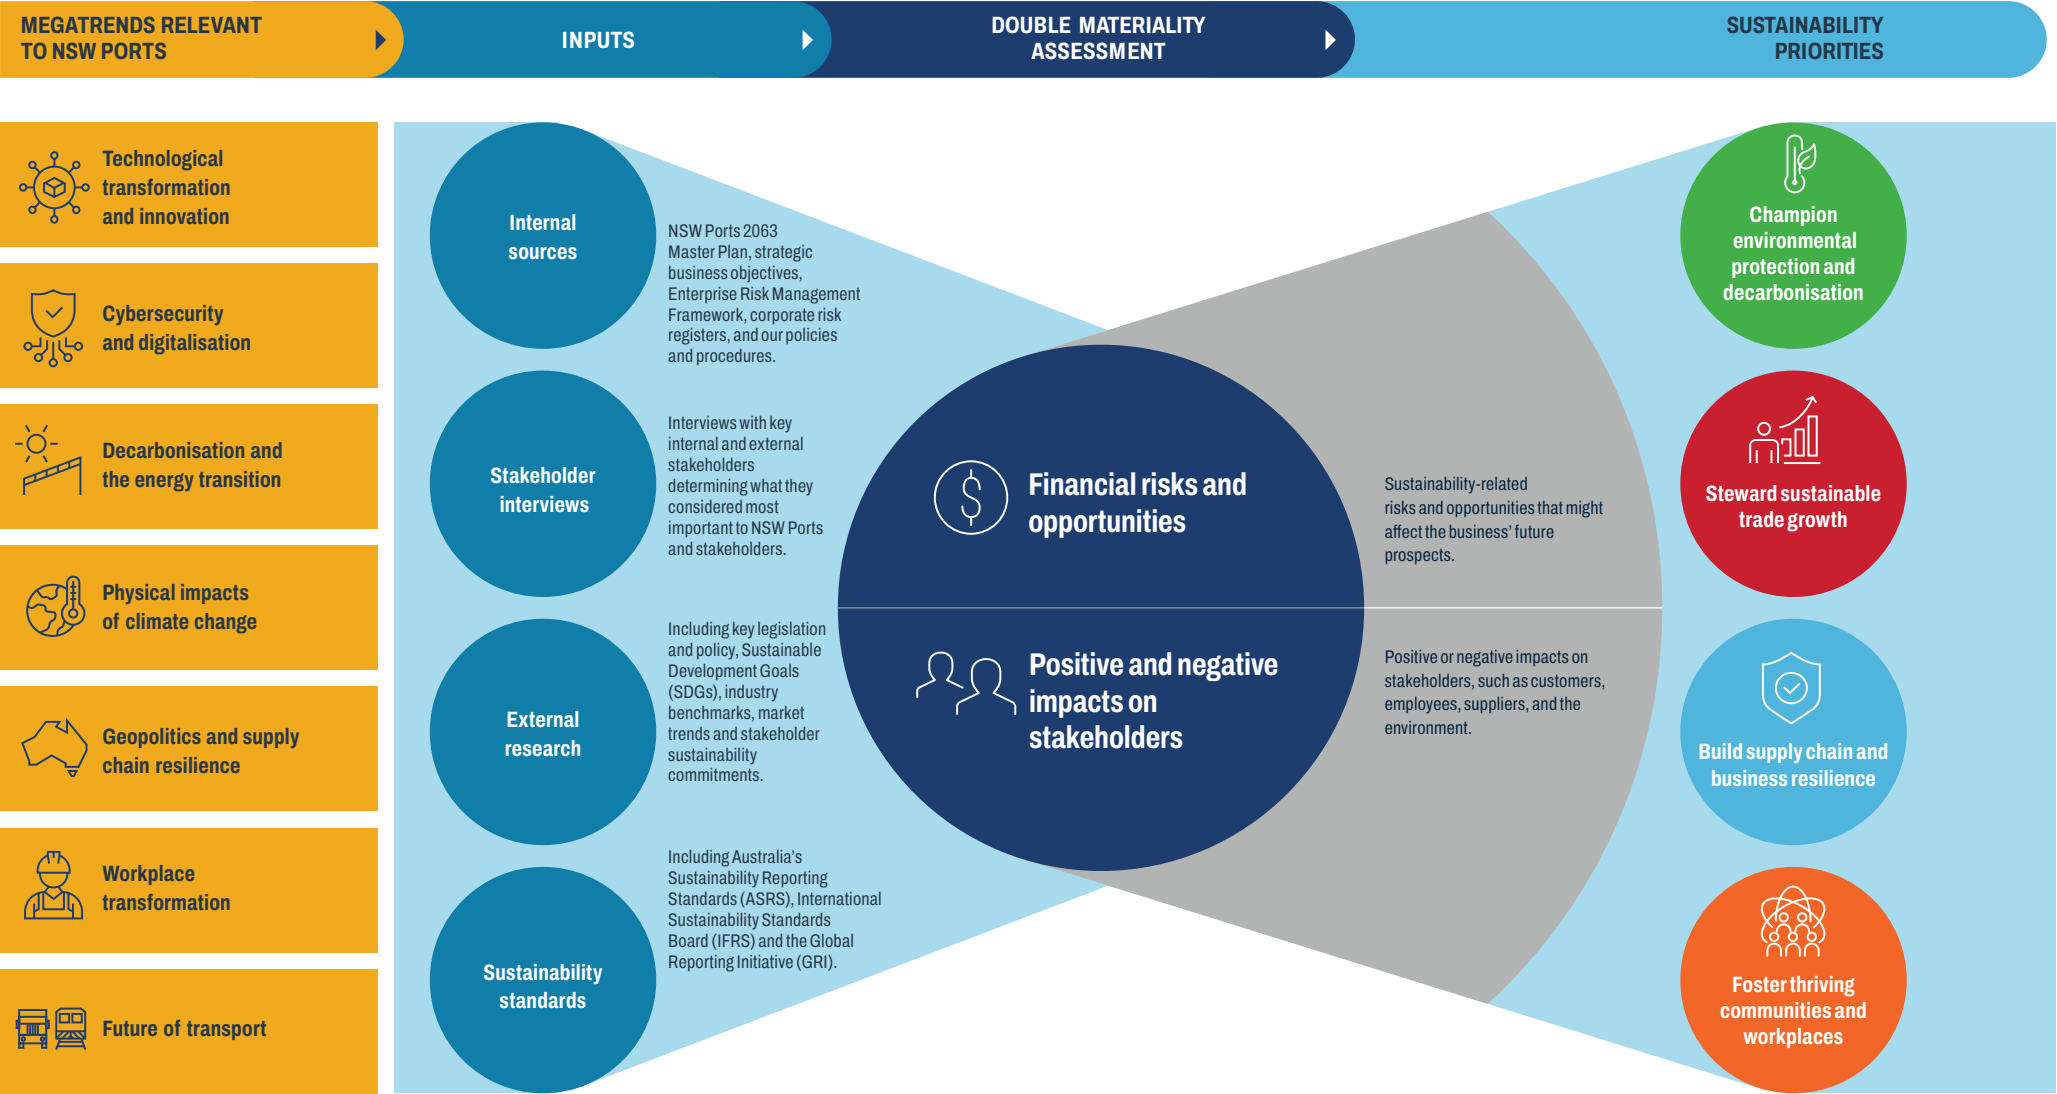 MEGATRENDS RELEVANT
TO NSW PORTS
INPUTS
DOUBLE MATERIALITY
ASSESSMENT
SUSTAINABILITY
PRIORITIES
Technological
transformation
and innovation
Cybersecurity
and digitalisation
Decarbonisation and
the energy transition
Physical impacts
of climate change
Geopolitics and supply
chain resilience
Workplace
transformation
Future of transport
Internal
sources
NSW Ports 2063
Master Plan, strategic
business objectives,
Enterprise Risk Management
Framework, corporate risk
registers, and our policies
and procedures.
Stakeholder
interviews
Interviews with key
internal and external
stakeholders
determining what they
considered most
important to NSW Ports
and stakeholders.
External
research
Including key legislation
and policy, Sustainable
Development Goals
(SDGs), industry
benchmarks, market
trends and stakeholder
sustainability
commitments.
Sustainability
standards
Including Australia's
Sustainability Reporting
Standards (ASRS), International
Sustainability Standards
Board (IFRS) and the Global
Reporting Initiative (GRI).
Financial risks and
opportunities
Positive and negative
impacts on
stakeholders
Sustainability-related
risks and opportunities that might
affect the business' future
prospects.
Positive or negative impacts on
stakeholders, such as customers,
employees, suppliers, and the
environment.
Champion
environmental
protection and
decarbonisation
Steward sustainable
trade growth
Build supply chain and
business resilience
Foster thriving
communities and
workplaces